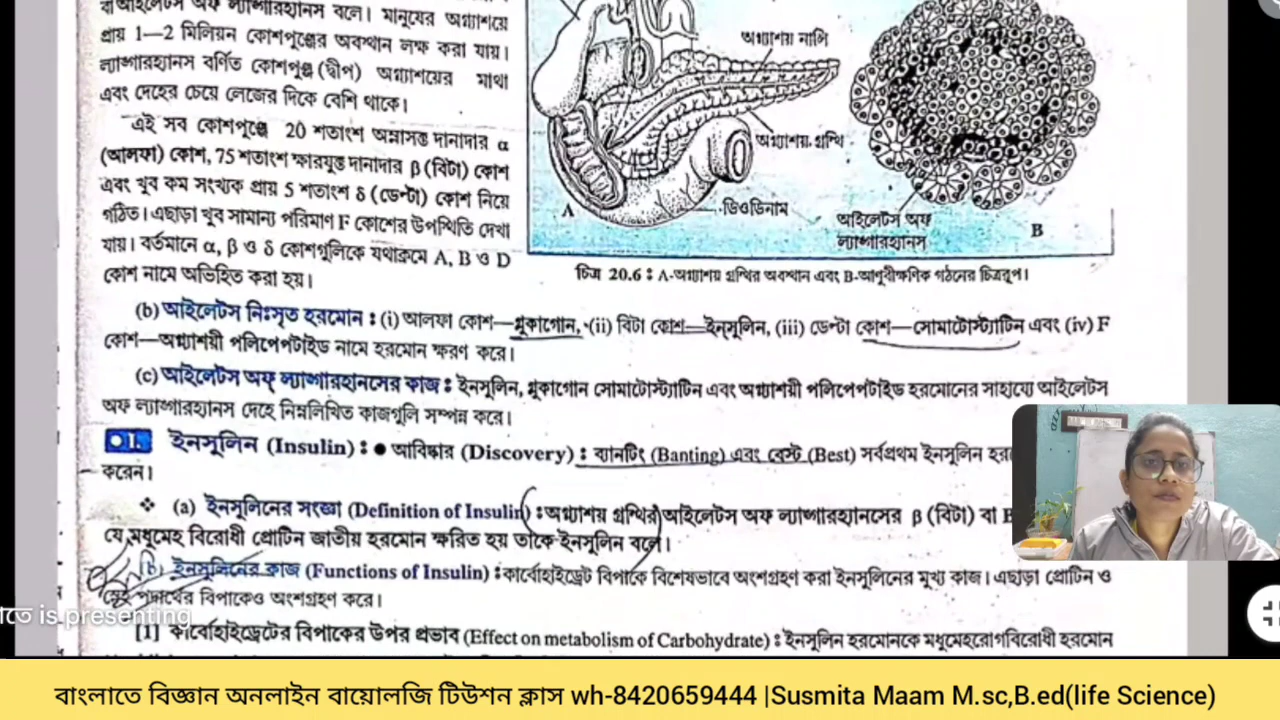 বা আইলেটস অফ ল্যাঙ্গারহ্যানস বলে। মানুষের অগ্ন্যাশয়ে
প্রায় 1—2 মিলিয়ন কোশপুঞ্জের অবস্থান লক্ষ করা যায়।
ল্যাঙ্গারহ্যানস বর্ণিত কোশপুঞ্জ (দ্বীপ) অগ্ন্যাশয়ের মাথা
এবং দেহের চেয়ে লেজের দিকে বেশি থাকে।
এই সব কোশপুঞ্জে 20 শতাংশ অম্লাসক্ত দানাদার α
(আলফা) কোশ, 75 শতাংশ ক্ষারযুক্ত দানাদার β (বিটা) কোশ
এবং খুব কম সংখ্যক প্রায় 5 শতাংশ δ (ডেল্টা) কোশ নিয়ে
গঠিত। এছাড়া খুব সামান্য পরিমাণ F কোশের উপস্থিতি দেখা
যায়। বর্তমানে α, β ও δ কোশগুলিকে যথাক্রমে A, B ও D
কোশ নামে অভিহিত করা হয়।
অগ্ন্যাশয় নালি
অগ্ন্যাশয় গ্রন্থি
ডিওডিনাম
A
আইলেটস অফ্
ল্যাঙ্গারহ্যানস
B
চিত্র 20.6 : A-অগ্ন্যাশয় গ্রন্থির অবস্থান এবং B-আণুবীক্ষণিক গঠনের চিত্ররূপ।
(b) আইলেটস নিঃসৃত হরমোন : (i) আলফা কোশ—গ্লুকাগোন, (ii) বিটা কোশ—ইন্সুলিন, (iii) ডেল্টা কোশ—সোমাটোস্ট্যাটিন এবং (iv) F
কোশ—অগ্ন্যাশয়ী পলিপেপটাইড নামে হরমোন ক্ষরণ করে।
(c) আইলেটস অফ্ ল্যাঙ্গারহানসের কাজ : ইনসুলিন, গ্লুকাগোন সোমাটোস্ট্যাটিন এবং অগ্ন্যাশয়ী পলিপেপটাইড হরমোনের সাহায্যে আইলেটস
অফ ল্যাঙ্গারহ্যানস দেহে নিম্নলিখিত কাজগুলি সম্পন্ন করে।
I. ইনসুলিন (Insulin) : ● আবিষ্কার (Discovery) : ব্যানটিং (Banting) এবং বেস্ট (Best) সর্বপ্রথম ইনসুলিন
করেন।
❖ (a) ইনসুলিনের সংজ্ঞা (Definition of Insulin) : অগ্ন্যাশয় গ্রন্থির আইলেটস অফ ল্যাঙ্গারহ্যানসের β (বিটা) বা
যে মধুমেহ বিরোধী প্রোটিন জাতীয় হরমোন ক্ষরিত হয় তাকে ইনসুলিন বলে।
(b) ইনসুলিনের কাজ (Functions of Insulin) : কার্বোহাইড্রেট বিপাকে বিশেষভাবে অংশগ্রহণ করা ইনসুলিনের মুখ্য কাজ। এছাড়া প্রোটিন ও
স্নেহ পদার্থের বিপাকেও অংশগ্রহণ করে।
is presenting
[1] কার্বোহাইড্রেটের বিপাকের উপর প্রভাব (Effect on metabolism of Carbohydrate) : ইনসুলিন হরমোনকে মধুমেহরোগবিরোধী হরমোন
বাংলাতে বিজ্ঞান অনলাইন বায়োলজি টিউশন ক্লাস wh-8420659444 |Susmita Maam M.sc,B.ed(life Science)